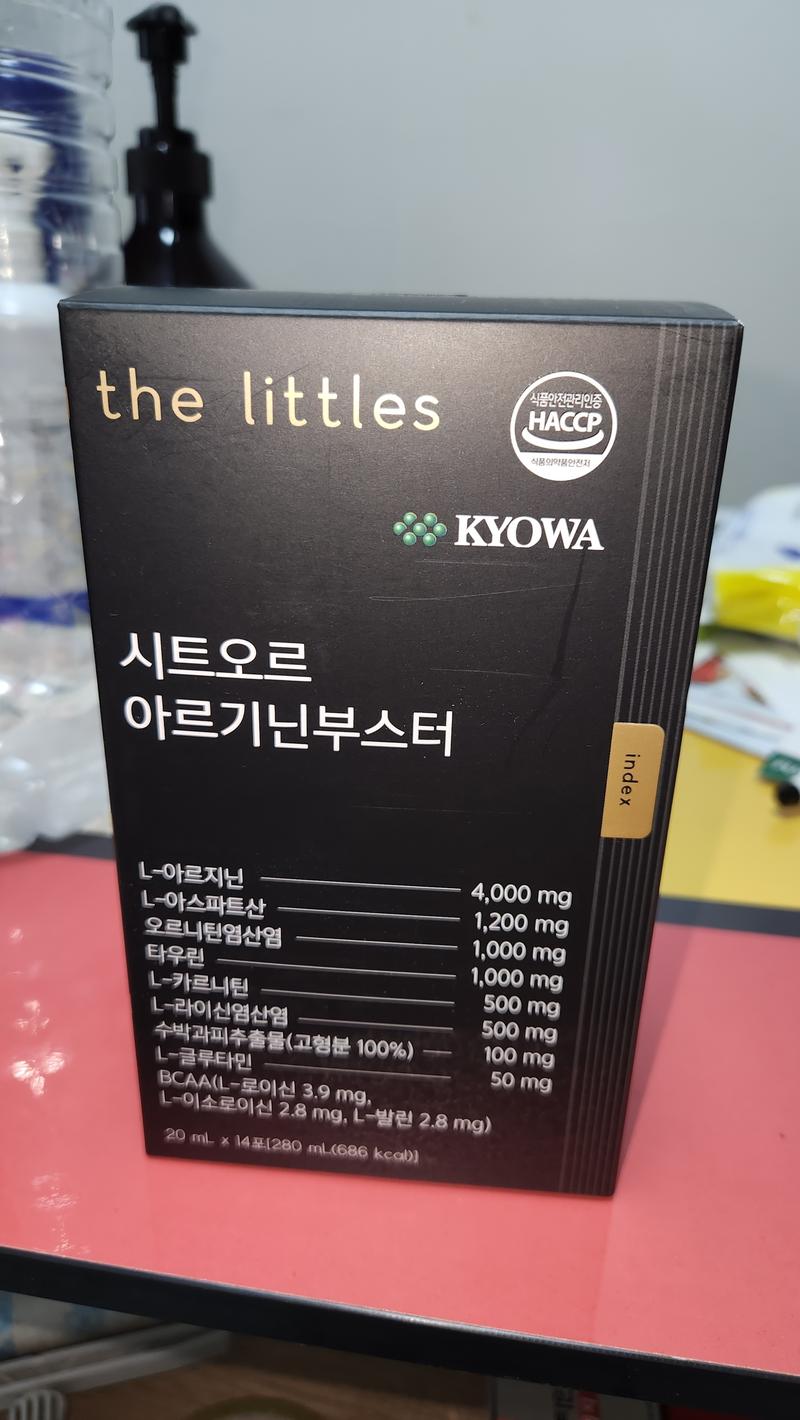 the littles
식품안전관리인증
HACCP
식품의약품안전처
KYOWA
시트오르
아르기닌부스터
index
L-아르지닌 4,000 mg
L-아스파트산 1,200 mg
오르니틴염산염 1,000 mg
타우린 1,000 mg
L-카르니틴 500 mg
L-라이신염산염 500 mg
수박과피추출물(고형분 100%) 100 mg
L-글루타민 50 mg
BCAA(L-로이신 3.9 mg,
L-이소로이신 2.8 mg, L-발린 2.8 mg)
20 mL x 14포[280 mL(686 kcal)]